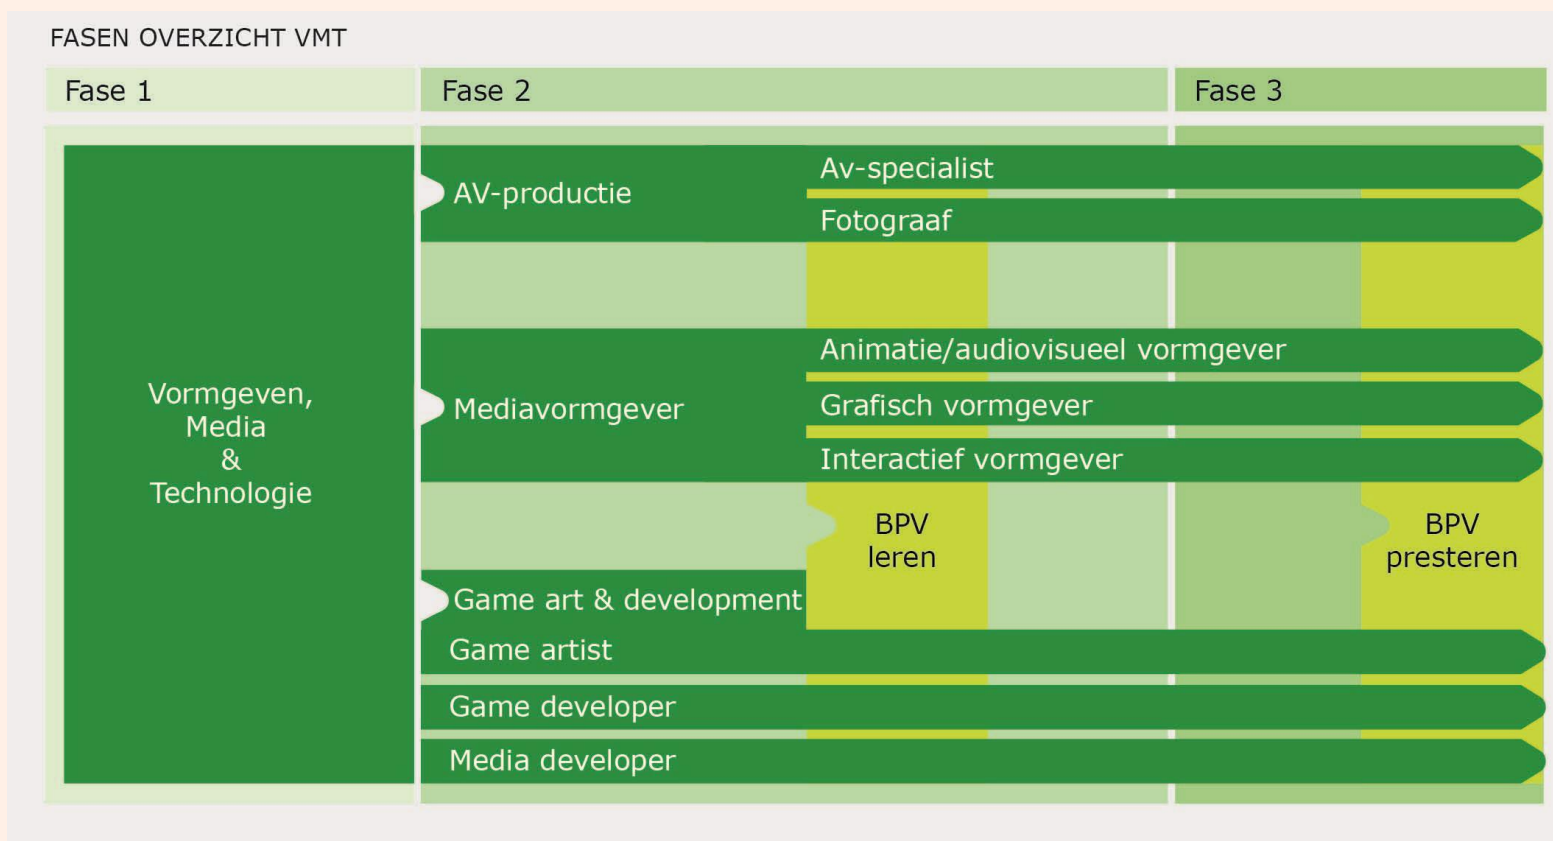 FASEN OVERZICHT VMT
Fase 1
Fase 2
Fase 3
Vormgeven,
Media
&
Technologie
AV-productie
Av-specialist
Fotograaf
Mediavormgever
Animatie/audiovisueel vormgever
Grafisch vormgever
Interactief vormgever
BPV
leren
BPV
presteren
Game art & development
Game artist
Game developer
Media developer